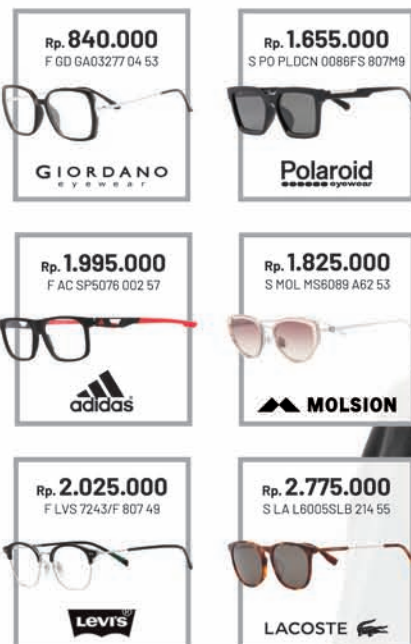 Rp. 840.000
F GD GA03277 04 53
GIORDANO
eyewear
Rp. 1.655.000
S PO PLDCN 0086FS 807M9
Polaroid
eyewear
Rp. 1.995.000
F AC SP5076 002 57
adidas
Rp. 1.825.000
S MOL MS6089 A62 53
MOLSION
Rp. 2.025.000
F LVS 7243/F 807 49
LEVI'S
Rp. 2.775.000
S LA L6005SLB 214 55
LACOSTE